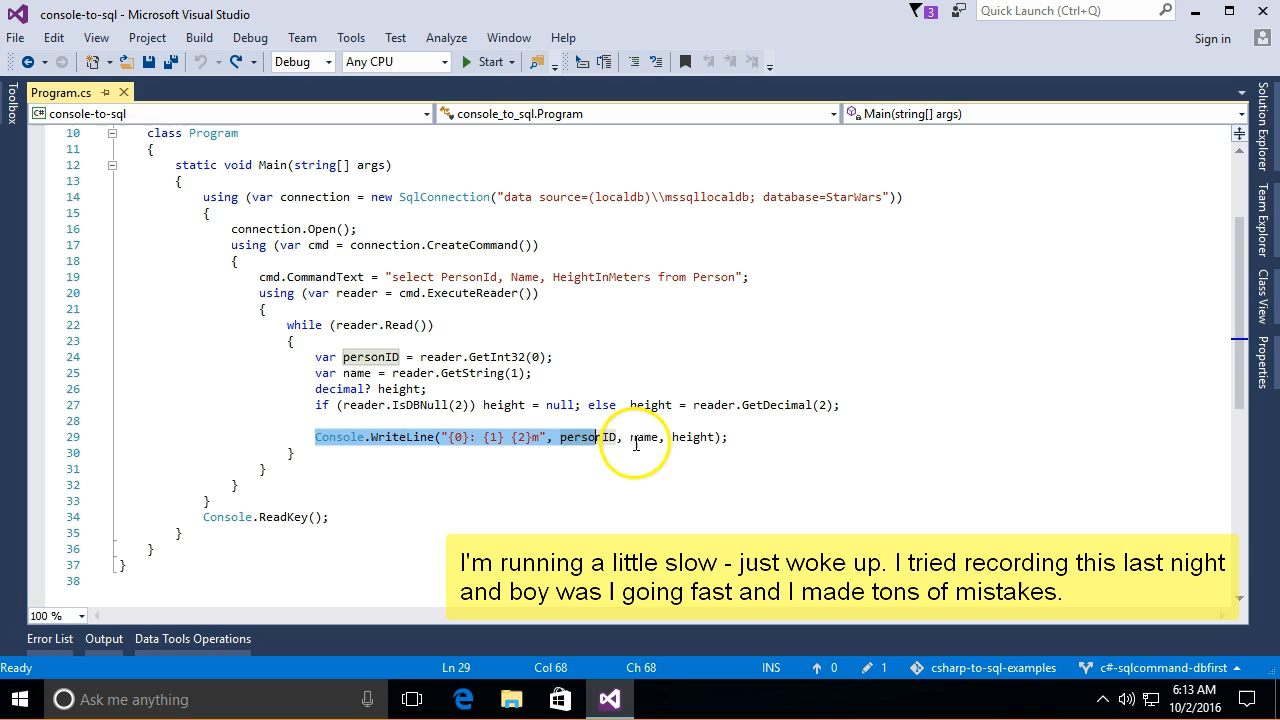 console-to-sql - Microsoft Visual Studio
3
Quick Launch (Ctrl+Q)
File Edit View Project Build Debug Team Tools Test Analyze Window Help
Sign in
Debug Any CPU Start
Toolbox
Program.cs
console-to-sql console_to_sql.Program Main(string[] args)
10 class Program
11 {
12 static void Main(string[] args)
13 {
14 using (var connection = new SqlConnection("data source=(localdb)\\mssqllocaldb; database=StarWars"))
15 {
16 connection.Open();
17 using (var cmd = connection.CreateCommand())
18 {
19 cmd.CommandText = "select PersonId, Name, HeightInMeters from Person";
20 using (var reader = cmd.ExecuteReader())
21 {
22 while (reader.Read())
23 {
24 var personID = reader.GetInt32(0);
25 var name = reader.GetString(1);
26 decimal? height;
27 if (reader.IsDBNull(2)) height = null; else height = reader.GetDecimal(2);
28
29 Console.WriteLine("{0}: {1} {2}m", personID, name, height);
30 }
31 }
32 }
33 }
34 Console.ReadKey();
35 }
36 }
37 }
38
Solution Explorer
Team Explorer
Class View
Properties
I'm running a little slow - just woke up. I tried recording this last night
and boy was I going fast and I made tons of mistakes.
100 %
Error List Output Data Tools Operations
Ready Ln 29 Col 68 Ch 68 INS 0 1 csharp-to-sql-examples c#-sqlcommand-dbfirst
Ask me anything
6:13 AM
10/2/2016